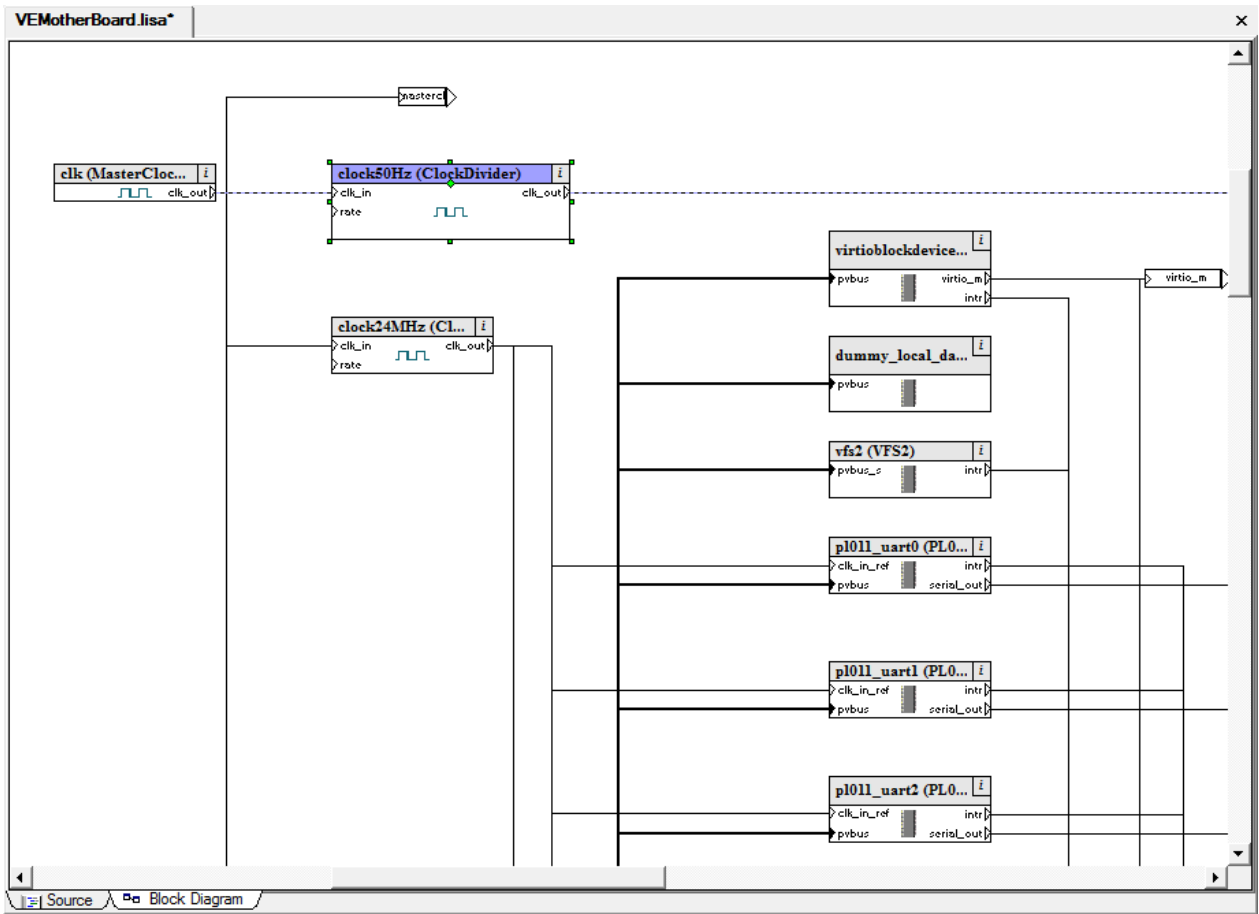 VEMotherBoard.lisa*
mastercl
clk (MasterCloc... i
clk_out
clock50Hz (ClockDivider) i
clk_in clk_out
rate
virtioblockdevice... i
pvbus virtio_m
intr
virtio_m
clock24MHz (Cl... i
clk_in clk_out
rate
dummy_local_da... i
pvbus
vfs2 (VFS2) i
pvbus_s intr
pl011_uart0 (PL0... i
clk_in_ref intr
pvbus serial_out
pl011_uart1 (PL0... i
clk_in_ref intr
pvbus serial_out
pl011_uart2 (PL0... i
clk_in_ref intr
pvbus serial_out
Source Block Diagram